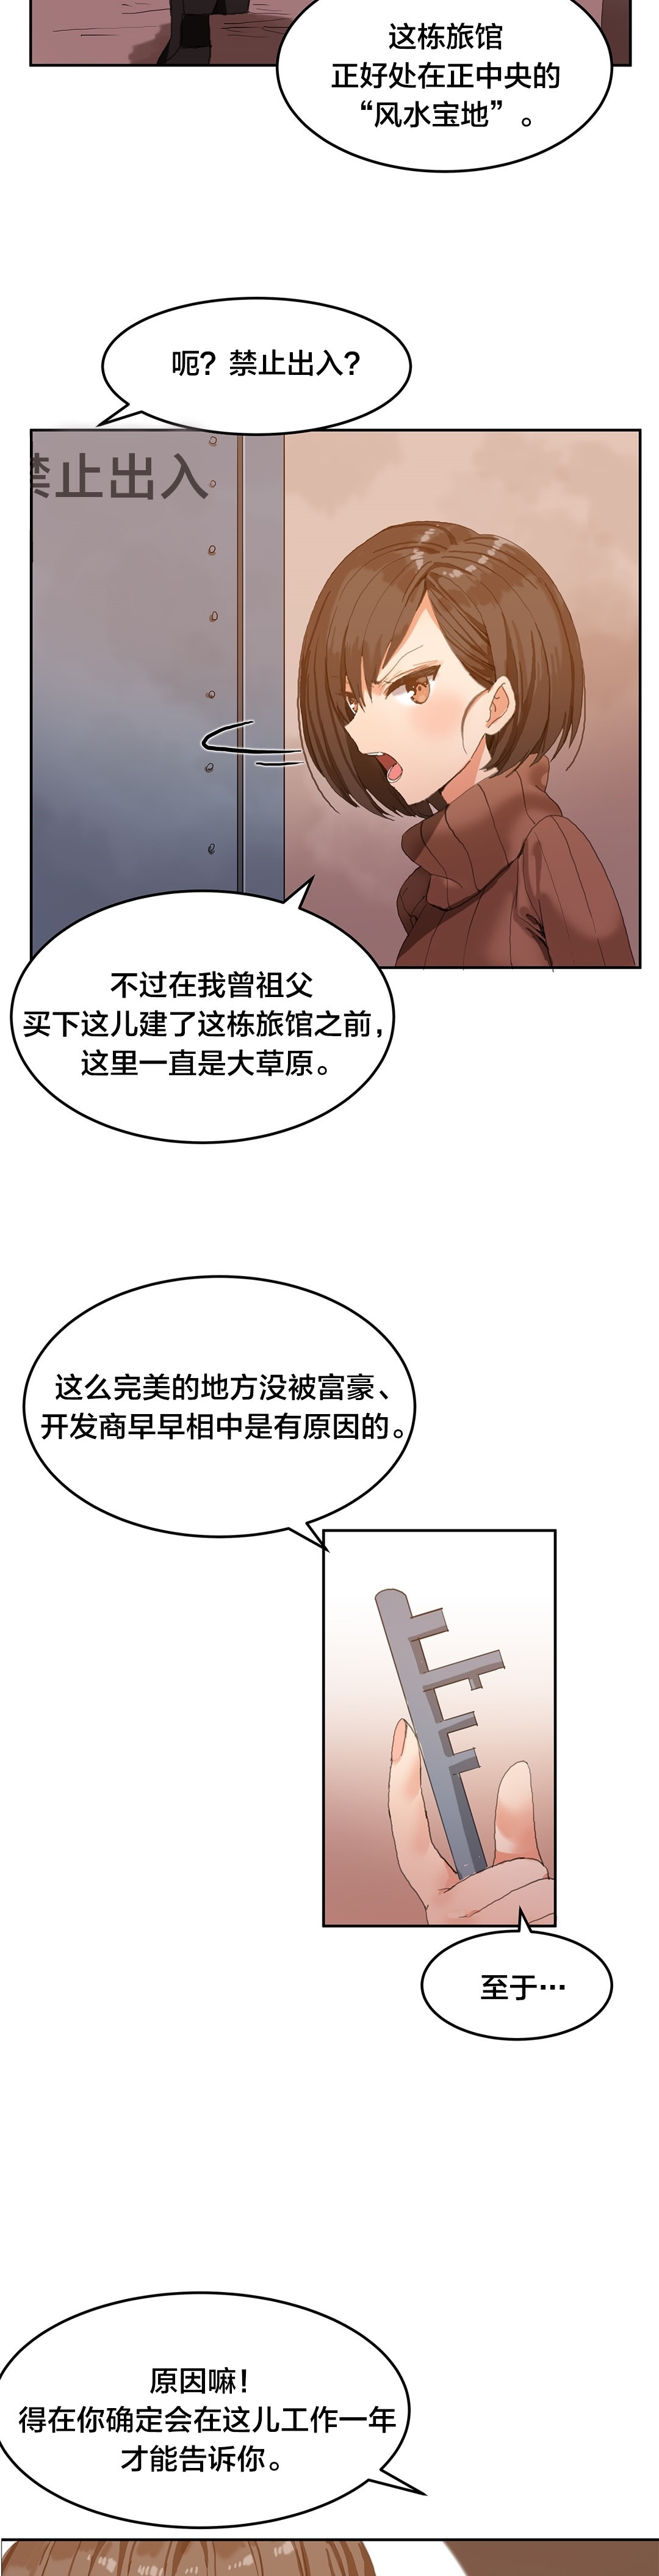 这栋旅馆
正好处在正中央的
“风水宝地”。
呃？禁止出入？
禁止出入
不过在我曾祖父
买下这儿建了这栋旅馆之前，
这里一直是大草原。
这么完美的地方没被富豪、
开发商早早相中是有原因的。
至于…
原因嘛！
得在你确定会在这儿工作一年
才能告诉你。